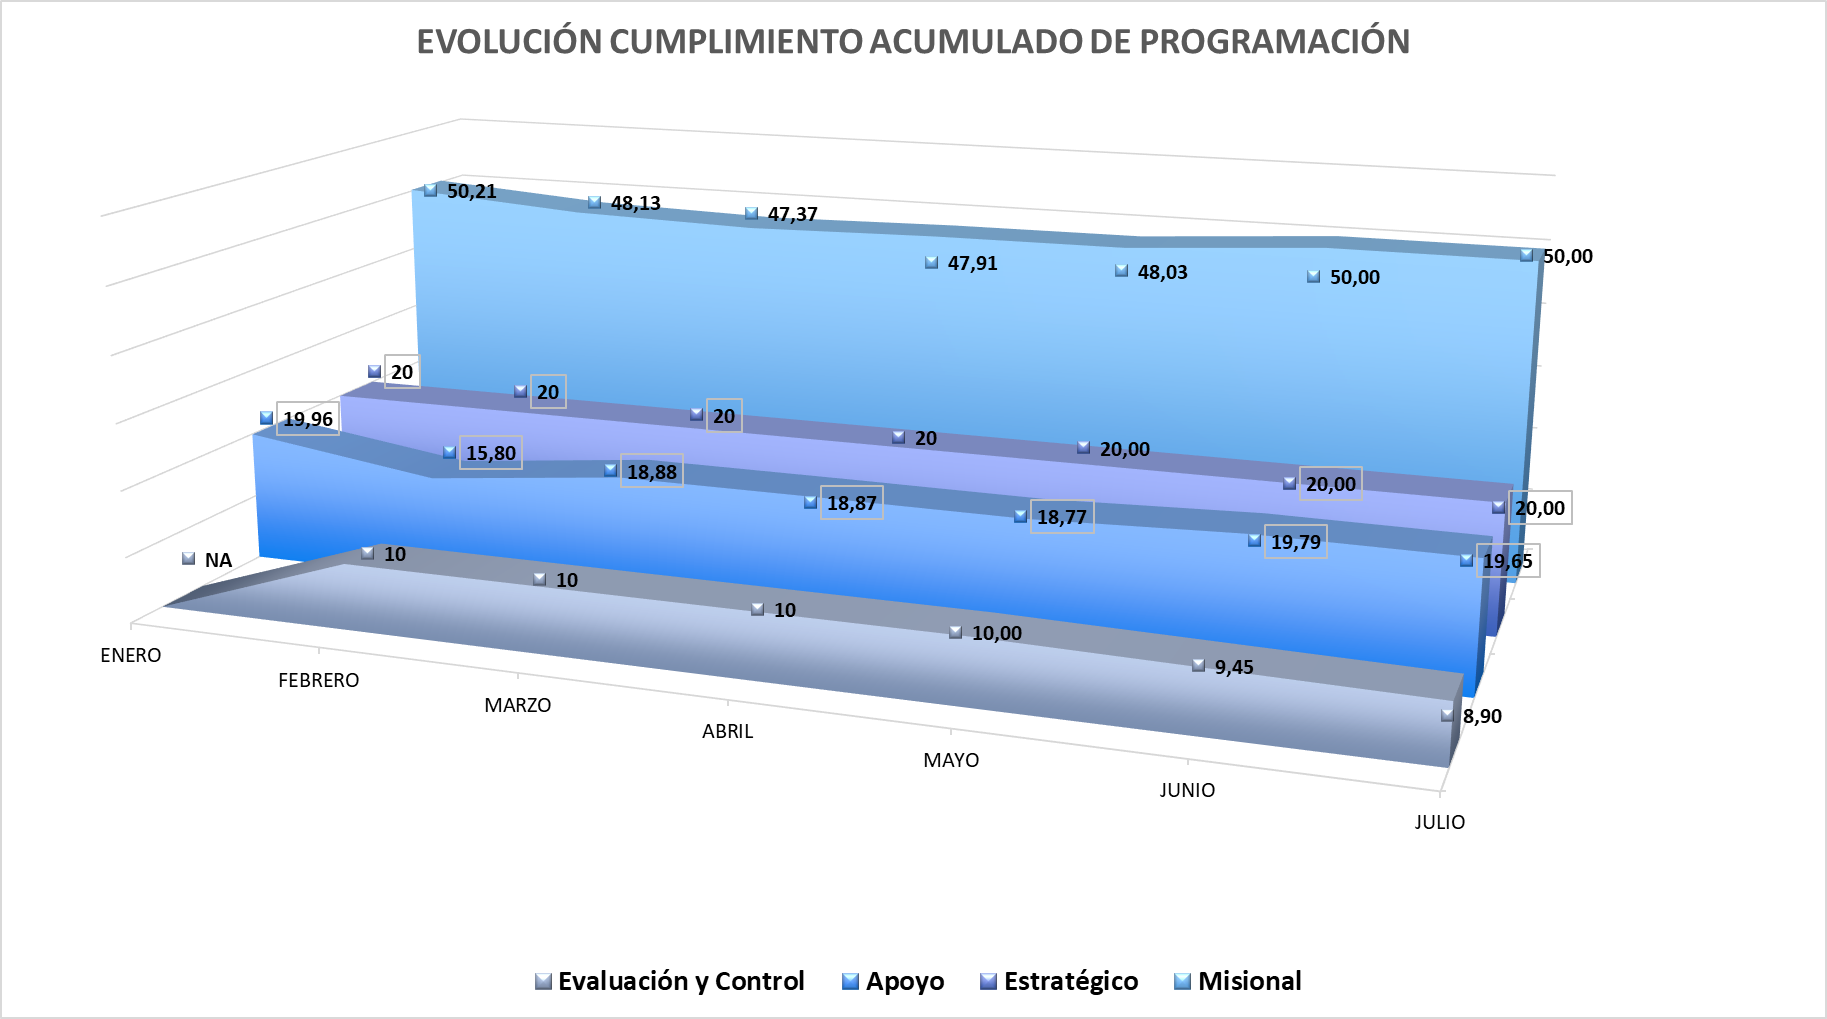 EVOLUCIÓN CUMPLIMIENTO ACUMULADO DE PROGRAMACIÓN
50,21
48,13
47,37
47,91
48,03
50,00
50,00
20
20
20
20
20,00
20,00
20,00
19,96
15,80
18,88
18,87
18,77
19,79
19,65
NA
10
10
10
10,00
9,45
8,90
ENERO
FEBRERO
MARZO
ABRIL
MAYO
JUNIO
JULIO
Evaluación y Control Apoyo Estratégico Misional